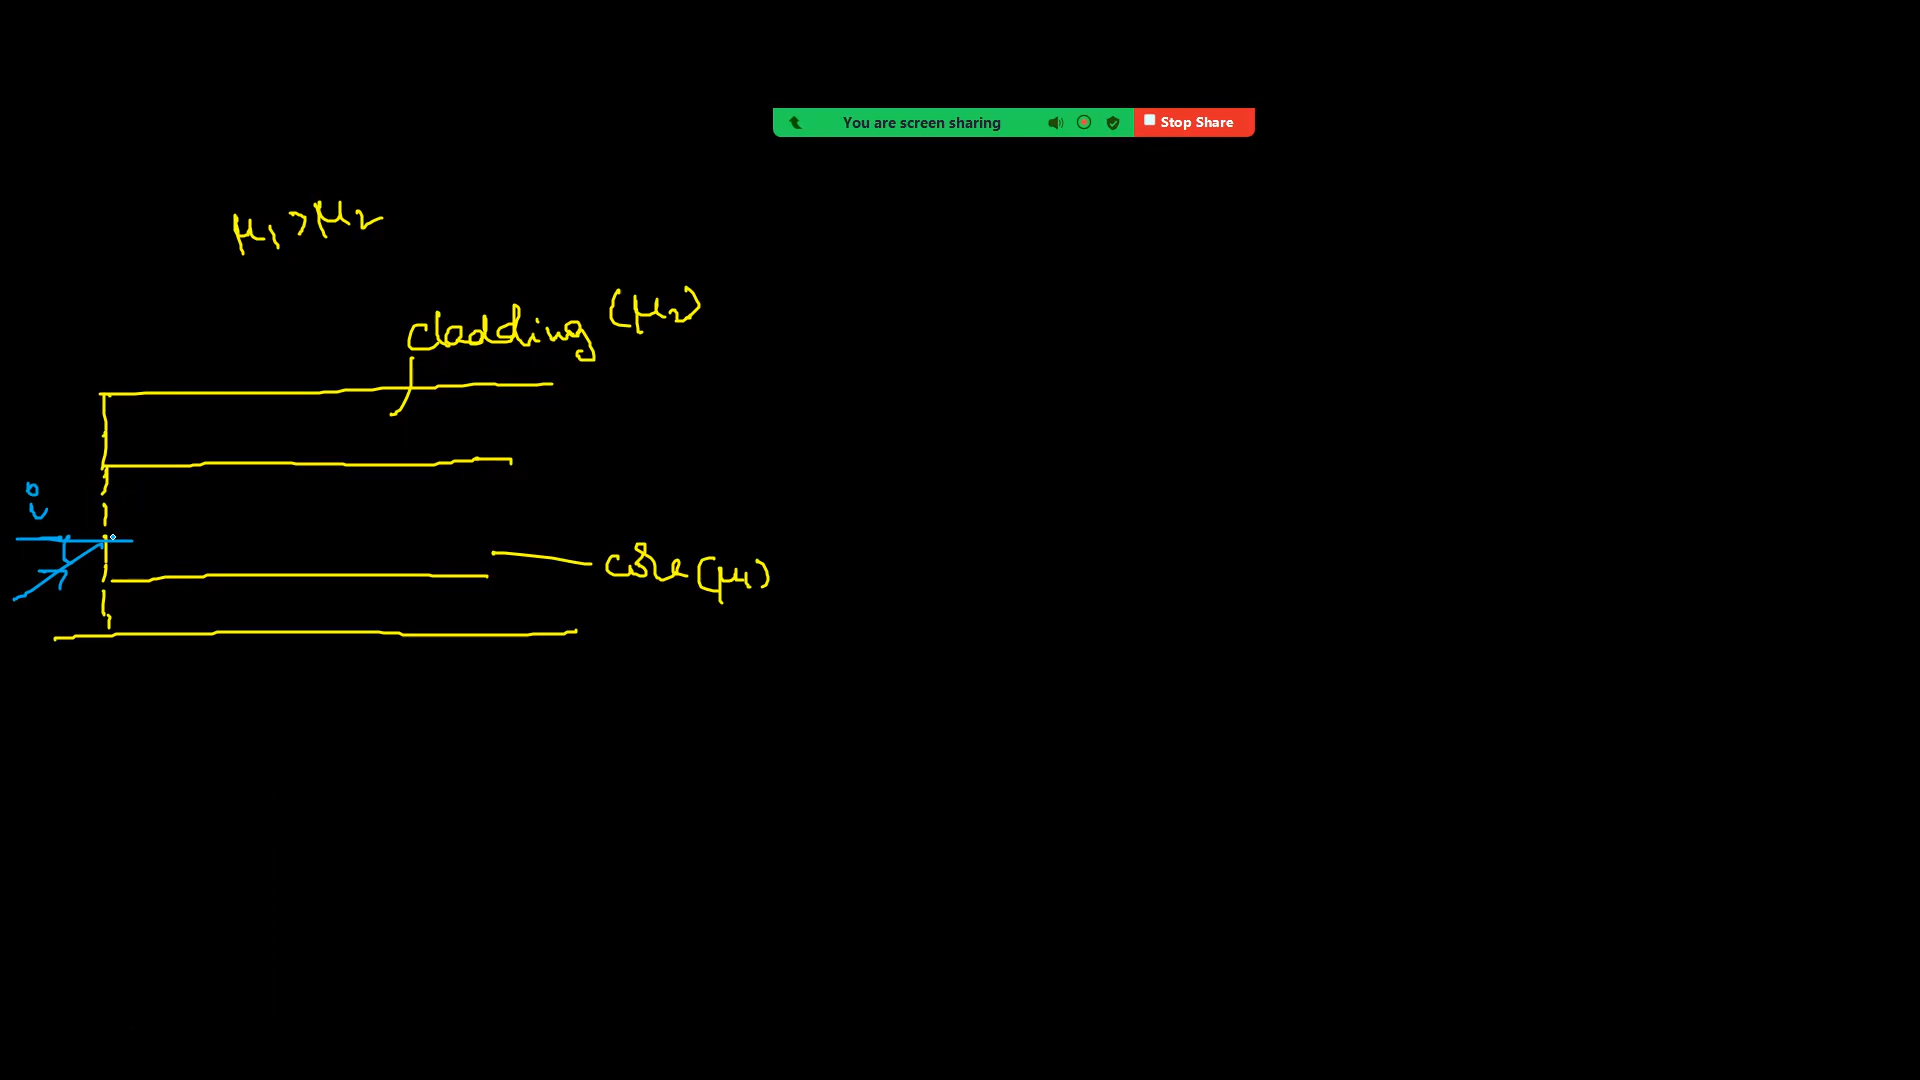 You are screen sharing Stop Share
μ1 > μ2
cladding (μ2)
i
core (μ1)